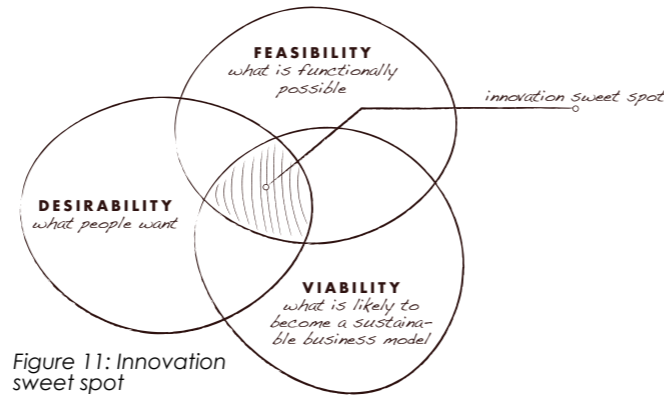 FEASIBILITY
what is functionally
possible
innovation sweet spot
DESIRABILITY
what people want
VIABILITY
what is likely to
become a sustaina-
ble business model
Figure 11: Innovation
sweet spot